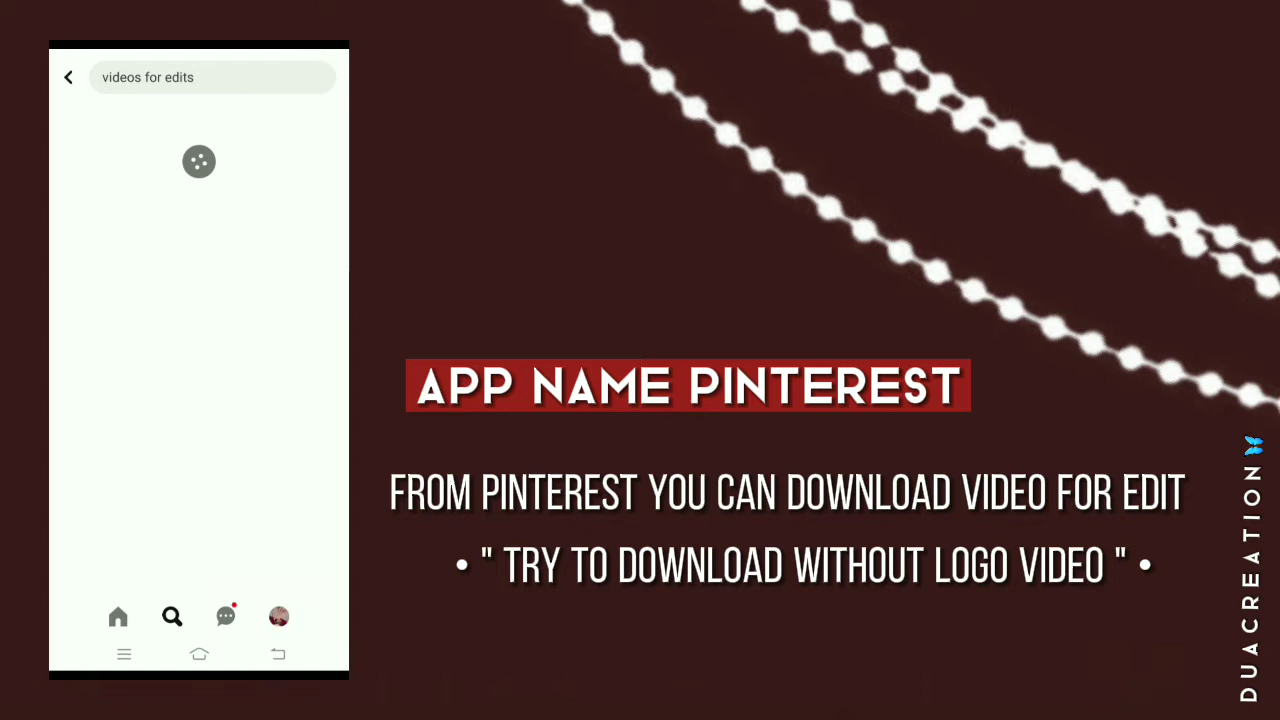 videos for edits
APP NAME PINTEREST
FROM PINTEREST YOU CAN DOWNLOAD VIDEO FOR EDIT
• " TRY TO DOWNLOAD WITHOUT LOGO VIDEO " •
DUACREATION🦋